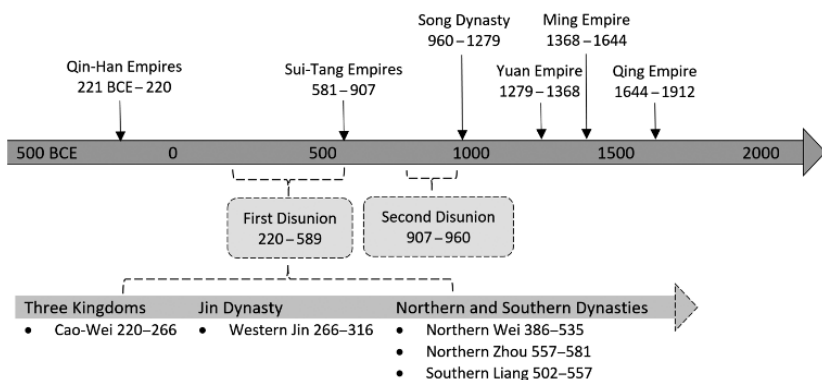 Song Dynasty
960–1279
Ming Empire
1368–1644
Qin-Han Empires
221 BCE–220
Sui-Tang Empires
581–907
Yuan Empire
1279–1368
Qing Empire
1644–1912
500 BCE 0 500 1000 1500 2000
First Disunion
220–589
Second Disunion
907–960
Three Kingdoms
• Cao-Wei 220–266
Jin Dynasty
• Western Jin 266–316
Northern and Southern Dynasties
• Northern Wei 386–535
• Northern Zhou 557–581
• Southern Liang 502–557